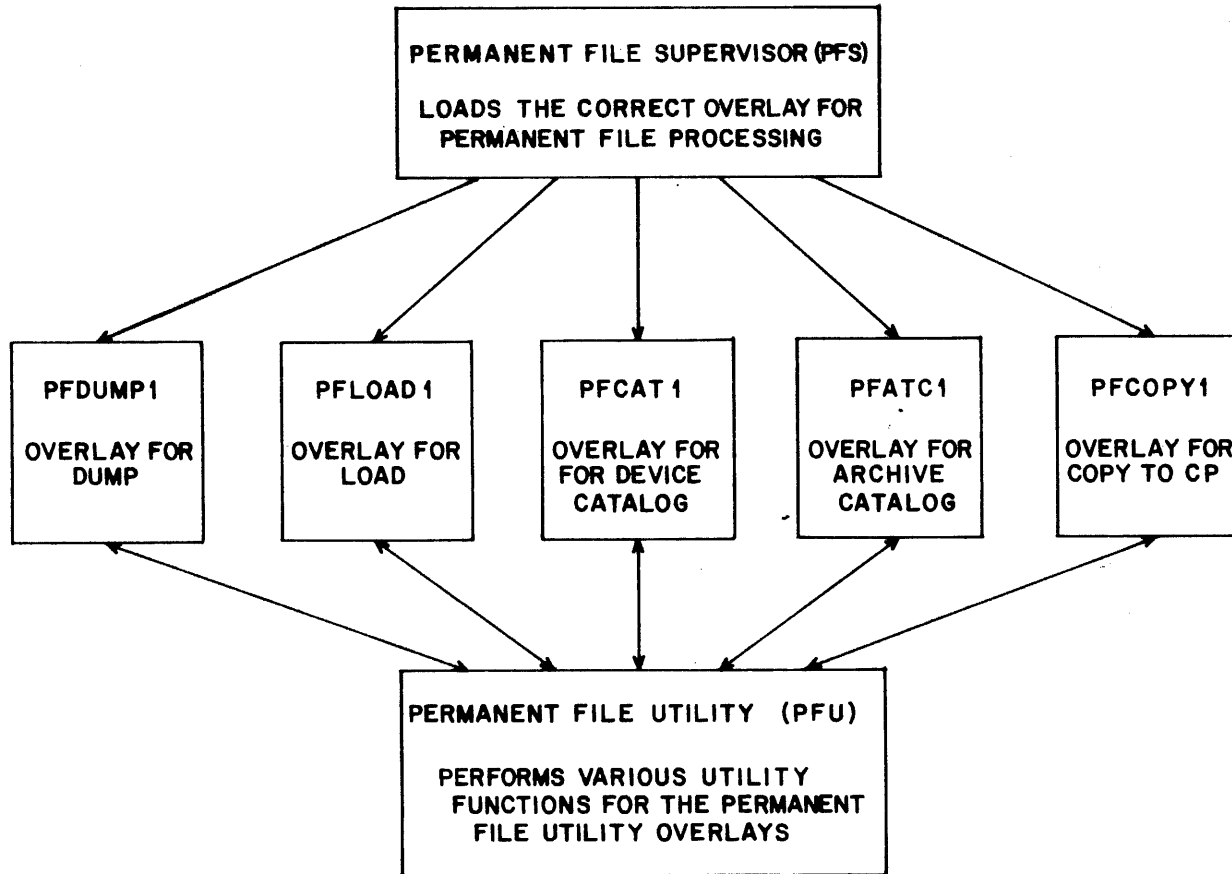 PERMANENT FILE SUPERVISOR (PFS)
LOADS THE CORRECT OVERLAY FOR
PERMANENT FILE PROCESSING
PFDUMP1
OVERLAY FOR
DUMP
PFLOAD1
OVERLAY FOR
LOAD
PFCAT1
OVERLAY FOR
FOR DEVICE
CATALOG
PFATC1
OVERLAY FOR
ARCHIVE
CATALOG
PFCOPY1
OVERLAY FOR
COPY TO CP
PERMANENT FILE UTILITY (PFU)
PERFORMS VARIOUS UTILITY
FUNCTIONS FOR THE PERMANENT
FILE UTILITY OVERLAYS